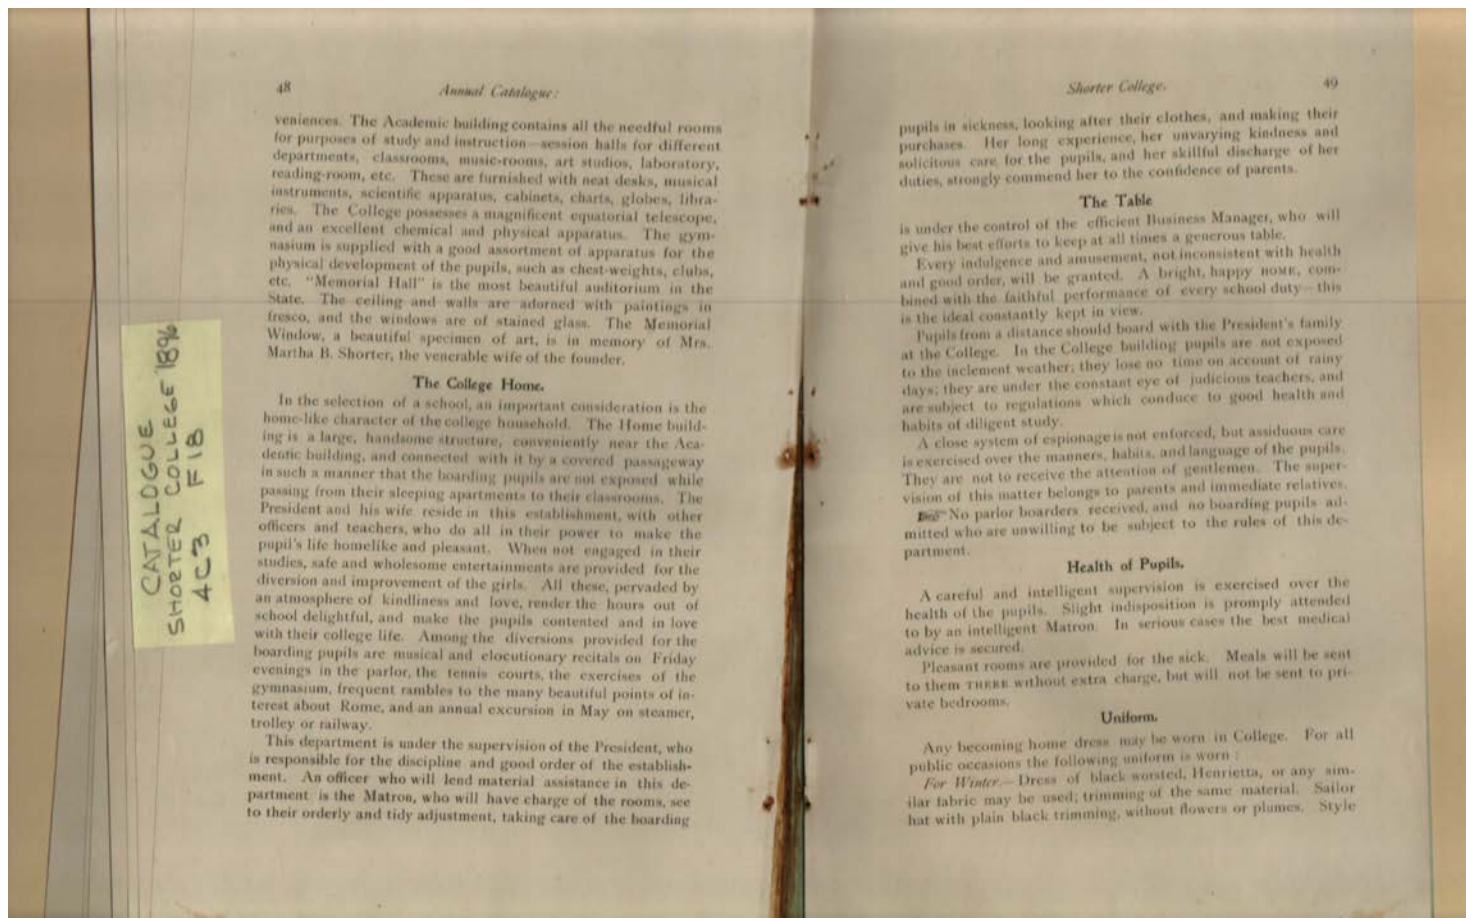 CATALOGUE
SHORTER COLLEGE 1896
4C3 F18
48
Annual Catalogue:
veniences. The Academic building contains all the needful rooms
for purposes of study and instruction—session halls for different
departments, classrooms, music-rooms, art studios, laboratory,
reading-room, etc. These are furnished with neat desks, musical
instruments, scientific apparatus, cabinets, charts, globes, libra-
ries. The College possesses a magnificent equatorial telescope,
and an excellent chemical and physical apparatus. The gym-
nasium is supplied with a good assortment of apparatus for the
physical development of the pupils, such as chest-weights, clubs,
etc. "Memorial Hall" is the most beautiful auditorium in the
State. The ceiling and walls are adorned with paintings in
fresco, and the windows are of stained glass. The Memorial
Window, a beautiful specimen of art, is in memory of Mrs.
Martha B. Shorter, the venerable wife of the founder.
The College Home.
In the selection of a school, an important consideration is the
home-like character of the college household. The Home build-
ing is a large, handsome structure, conveniently near the Aca-
demic building, and connected with it by a covered passageway
in such a manner that the boarding pupils are not exposed while
passing from their sleeping apartments to their classrooms. The
President and his wife reside in this establishment, with other
officers and teachers, who do all in their power to make the
pupil's life homelike and pleasant. When not engaged in their
studies, safe and wholesome entertainments are provided for the
diversion and improvement of the girls. All these, pervaded by
an atmosphere of kindliness and love, render the hours out of
school delightful, and make the pupils contented and in love
with their college life. Among the diversions provided for the
boarding pupils are musical and elocutionary recitals on Friday
evenings in the parlor, the tennis courts, the exercises of the
gymnasium, frequent rambles to the many beautiful points of in-
terest about Rome, and an annual excursion in May on steamer,
trolley or railway.
This department is under the supervision of the President, who
is responsible for the discipline and good order of the establish-
ment. An officer who will lend material assistance in this de-
partment is the Matron, who will have charge of the rooms, see
to their orderly and tidy adjustment, taking care of the boarding
Shorter College.
49
pupils in sickness, looking after their clothes, and making their
purchases. Her long experience, her unvarying kindness and
solicitous care for the pupils, and her skillful discharge of her
duties, strongly commend her to the confidence of parents.
The Table
is under the control of the efficient Business Manager, who will
give his best efforts to keep at all times a generous table.
Every indulgence and amusement, not inconsistent with health
and good order, will be granted. A bright, happy HOME, com-
bined with the faithful performance of every school duty—this
is the ideal constantly kept in view.
Pupils from a distance should board with the President's family
at the College. In the College building pupils are not exposed
to the inclement weather; they lose no time on account of rainy
days; they are under the constant eye of judicious teachers, and
are subject to regulations which conduce to good health and
habits of diligent study.
A close system of espionage is not enforced, but assiduous care
is exercised over the manners, habits, and language of the pupils.
They are not to receive the attention of gentlemen. The super-
vision of this matter belongs to parents and immediate relatives.
No parlor boarders received, and no boarding pupils ad-
mitted who are unwilling to be subject to the rules of this de-
partment.
Health of Pupils.
A careful and intelligent supervision is exercised over the
health of the pupils. Slight indisposition is promply attended
to by an intelligent Matron. In serious cases the best medical
advice is secured.
Pleasant rooms are provided for the sick. Meals will be sent
to them THERE without extra charge, but will not be sent to pri-
vate bedrooms.
Uniform.
Any becoming home dress may be worn in College. For all
public occasions the following uniform is worn:
For Winter.—Dress of black worsted, Henrietta, or any sim-
ilar fabric may be used; trimming of the same material. Sailor
hat with plain black trimming, without flowers or plumes. Style